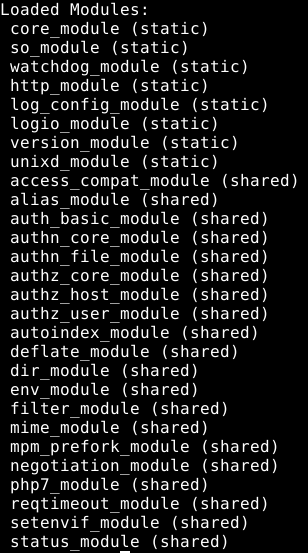 Loaded Modules:
core_module (static)
so_module (static)
watchdog_module (static)
http_module (static)
log_config_module (static)
logio_module (static)
version_module (static)
unixd_module (static)
access_compat_module (shared)
alias_module (shared)
auth_basic_module (shared)
authn_core_module (shared)
authn_file_module (shared)
authz_core_module (shared)
authz_host_module (shared)
authz_user_module (shared)
autoindex_module (shared)
deflate_module (shared)
dir_module (shared)
env_module (shared)
filter_module (shared)
mime_module (shared)
mpm_prefork_module (shared)
negotiation_module (shared)
php7_module (shared)
reqtimeout_module (shared)
setenvif_module (shared)
status_module (shared)